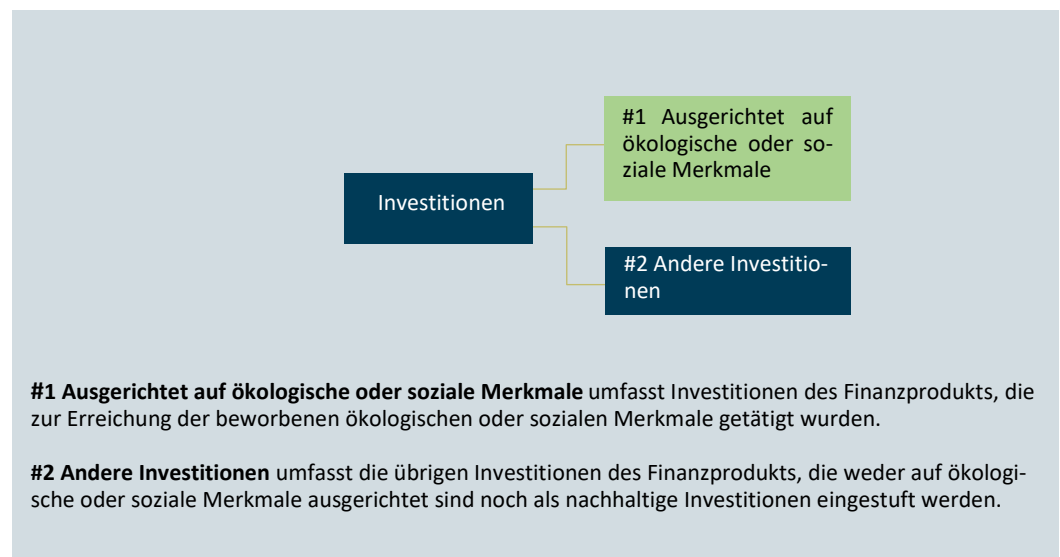 #1 Ausgerichtet auf
ökologische oder so-
ziale Merkmale
Investitionen
#2 Andere Investitio-
nen
#1 Ausgerichtet auf ökologische oder soziale Merkmale umfasst Investitionen des Finanzprodukts, die
zur Erreichung der beworbenen ökologischen oder sozialen Merkmale getätigt wurden.
#2 Andere Investitionen umfasst die übrigen Investitionen des Finanzprodukts, die weder auf ökologi-
sche oder soziale Merkmale ausgerichtet sind noch als nachhaltige Investitionen eingestuft werden.